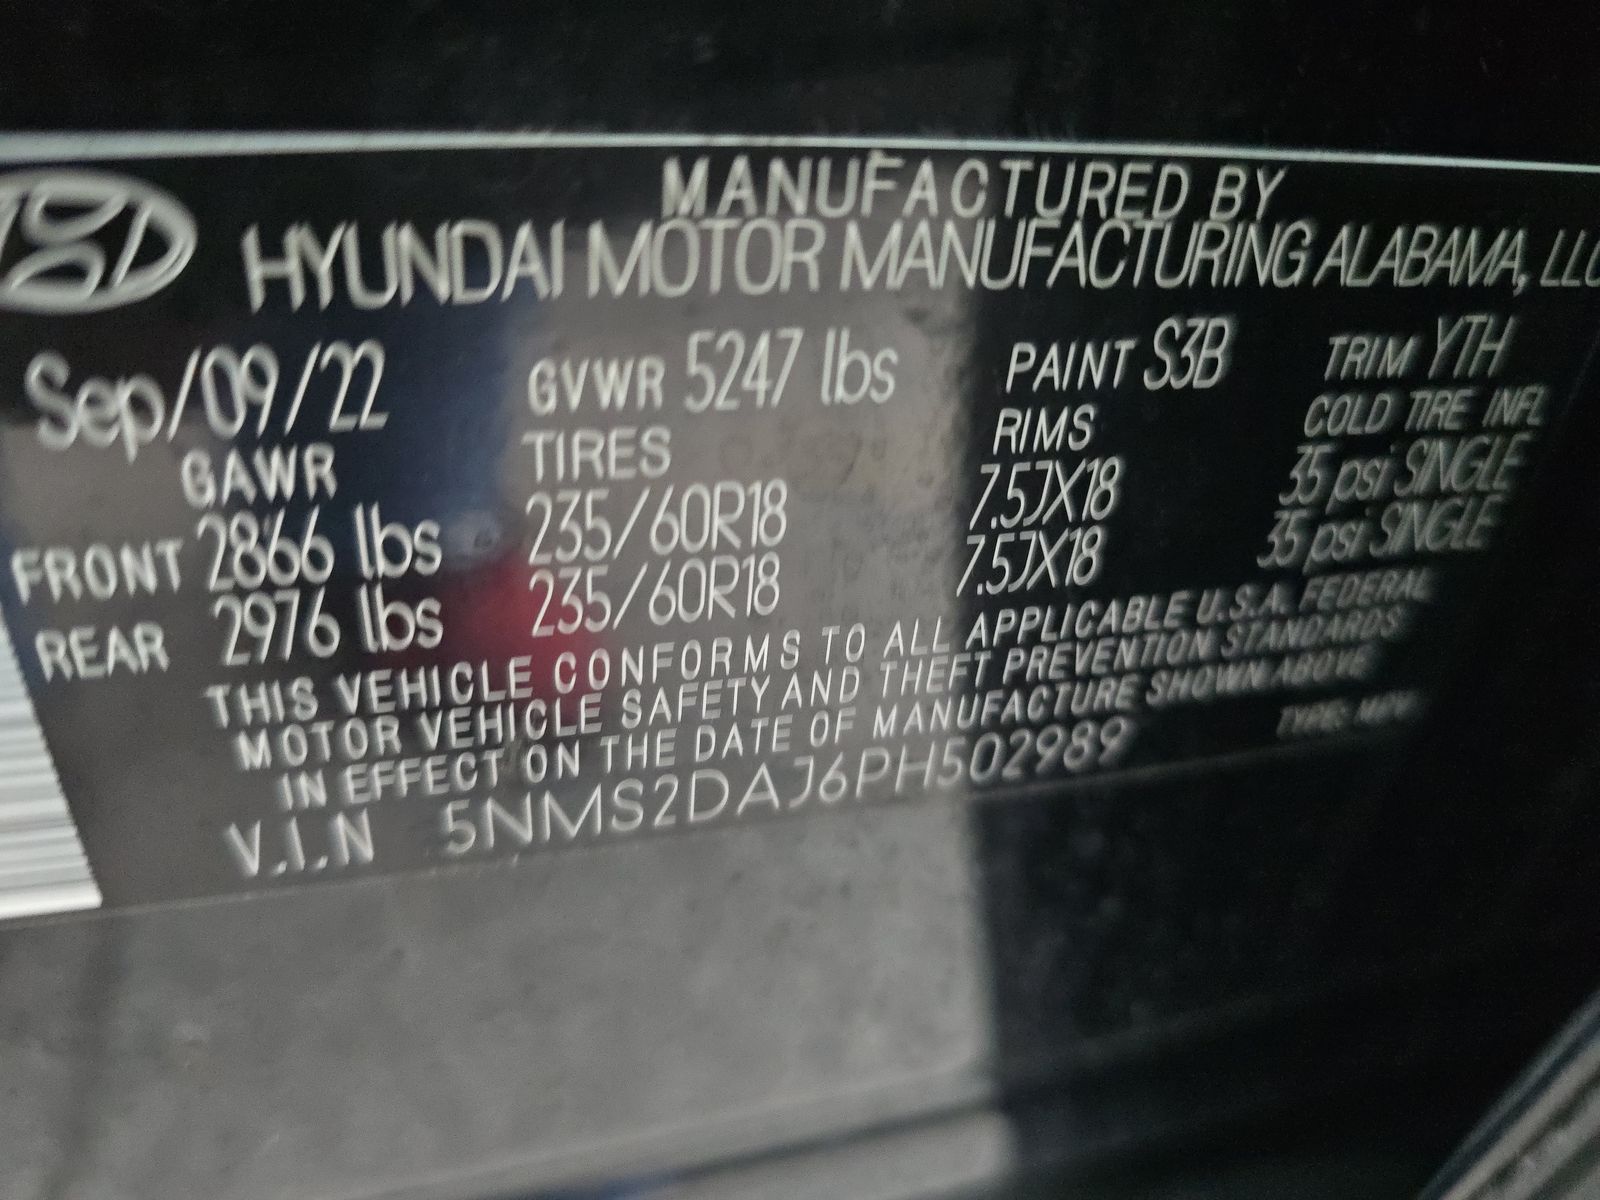 MANUFACTURED BY
HYUNDAI MOTOR MANUFACTURING ALABAMA, LLC
Sep/09/22 GVWR 5247 lbs PAINT S3B TRIM YTH
GAWR TIRES RIMS COLD TIRE INFL
FRONT 2866 lbs 235/60R18 7.5JX18 35 psi SINGLE
REAR 2976 lbs 235/60R18 7.5JX18 35 psi SINGLE
THIS VEHICLE CONFORMS TO ALL APPLICABLE U.S.A. FEDERAL
MOTOR VEHICLE SAFETY AND THEFT PREVENTION STANDARDS
IN EFFECT ON THE DATE OF MANUFACTURE SHOWN ABOVE
V.I.N 5NMS2DAJ6PH502989 TYPE: MPV